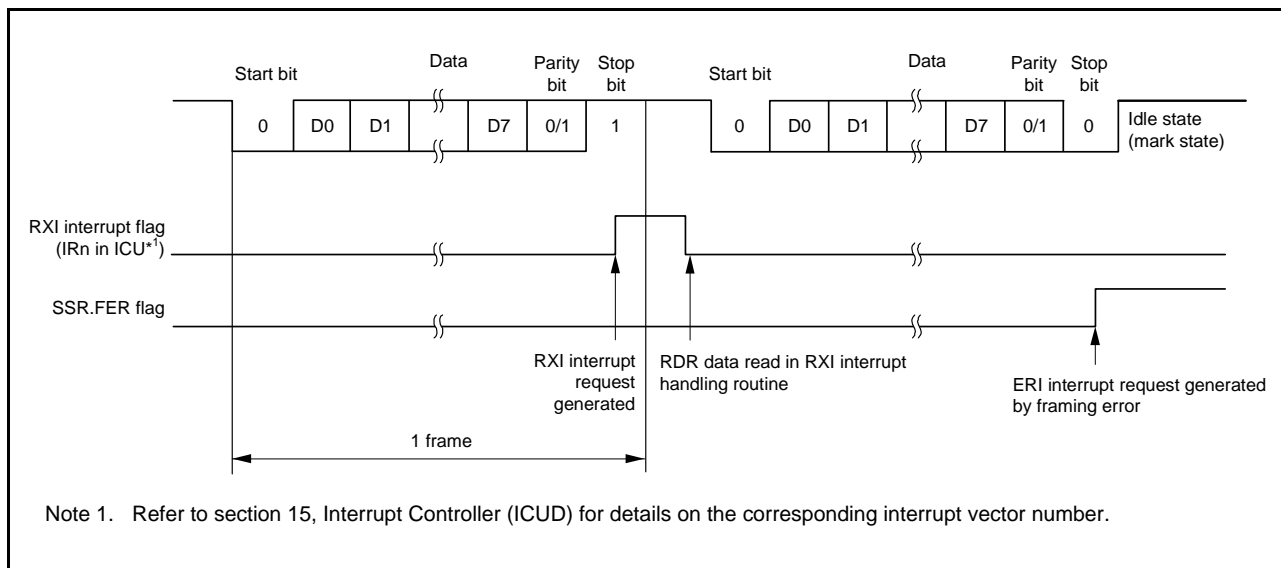 Start bit
Data
Parity bit
Stop bit
Start bit
Data
Parity bit
Stop bit
0 D0 D1 D7 0/1 1 0 D0 D1 D7 0/1 0
Idle state
(mark state)
RXI interrupt flag
(IRn in ICU*1)
SSR.FER flag
RXI interrupt
request
generated
RDR data read in RXI interrupt
handling routine
ERI interrupt request generated
by framing error
1 frame
Note 1. Refer to section 15, Interrupt Controller (ICUD) for details on the corresponding interrupt vector number.